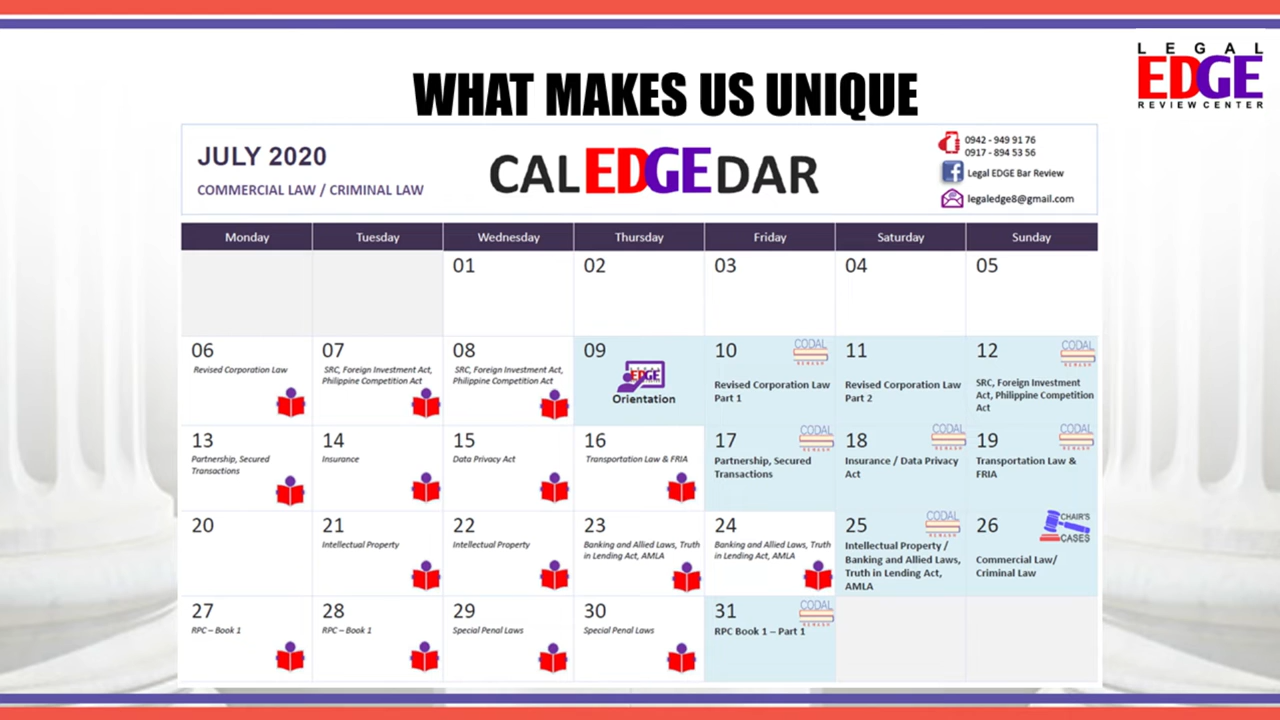 LEGAL
EDGE
REVIEW CENTER
WHAT MAKES US UNIQUE
JULY 2020
COMMERCIAL LAW / CRIMINAL LAW
CALEDGEDAR
0942 - 949 91 76
0917 - 894 53 56
Legal EDGE Bar Review
legaledge8@gmail.com
Monday Tuesday Wednesday Thursday Friday Saturday Sunday
01
02
03
04
05
06
Revised Corporation Law
07
SRC, Foreign Investment Act,
Philippine Competition Act
08
SRC, Foreign Investment Act,
Philippine Competition Act
09
EDGE
Orientation
10
CODAL
Revised Corporation Law
Part 1
11
Revised Corporation Law
Part 2
12
CODAL
SRC, Foreign Investment
Act, Philippine Competition
Act
13
Partnership, Secured
Transactions
14
Insurance
15
Data Privacy Act
16
Transportation Law & FRIA
17
CODAL
Partnership, Secured
Transactions
18
CODAL
Insurance / Data Privacy
Act
19
CODAL
Transportation Law &
FRIA
20
21
Intellectual Property
22
Intellectual Property
23
Banking and Allied Laws, Truth
in Lending Act, AMLA
24
Banking and Allied Laws, Truth
in Lending Act, AMLA
25
CODAL
Intellectual Property /
Banking and Allied Laws,
Truth in Lending Act,
AMLA
26
CHAIR'S
CASES
Commercial Law/
Criminal Law
27
RPC – Book 1
28
RPC – Book 1
29
Special Penal Laws
30
Special Penal Laws
31
CODAL
RPC Book 1 – Part 1